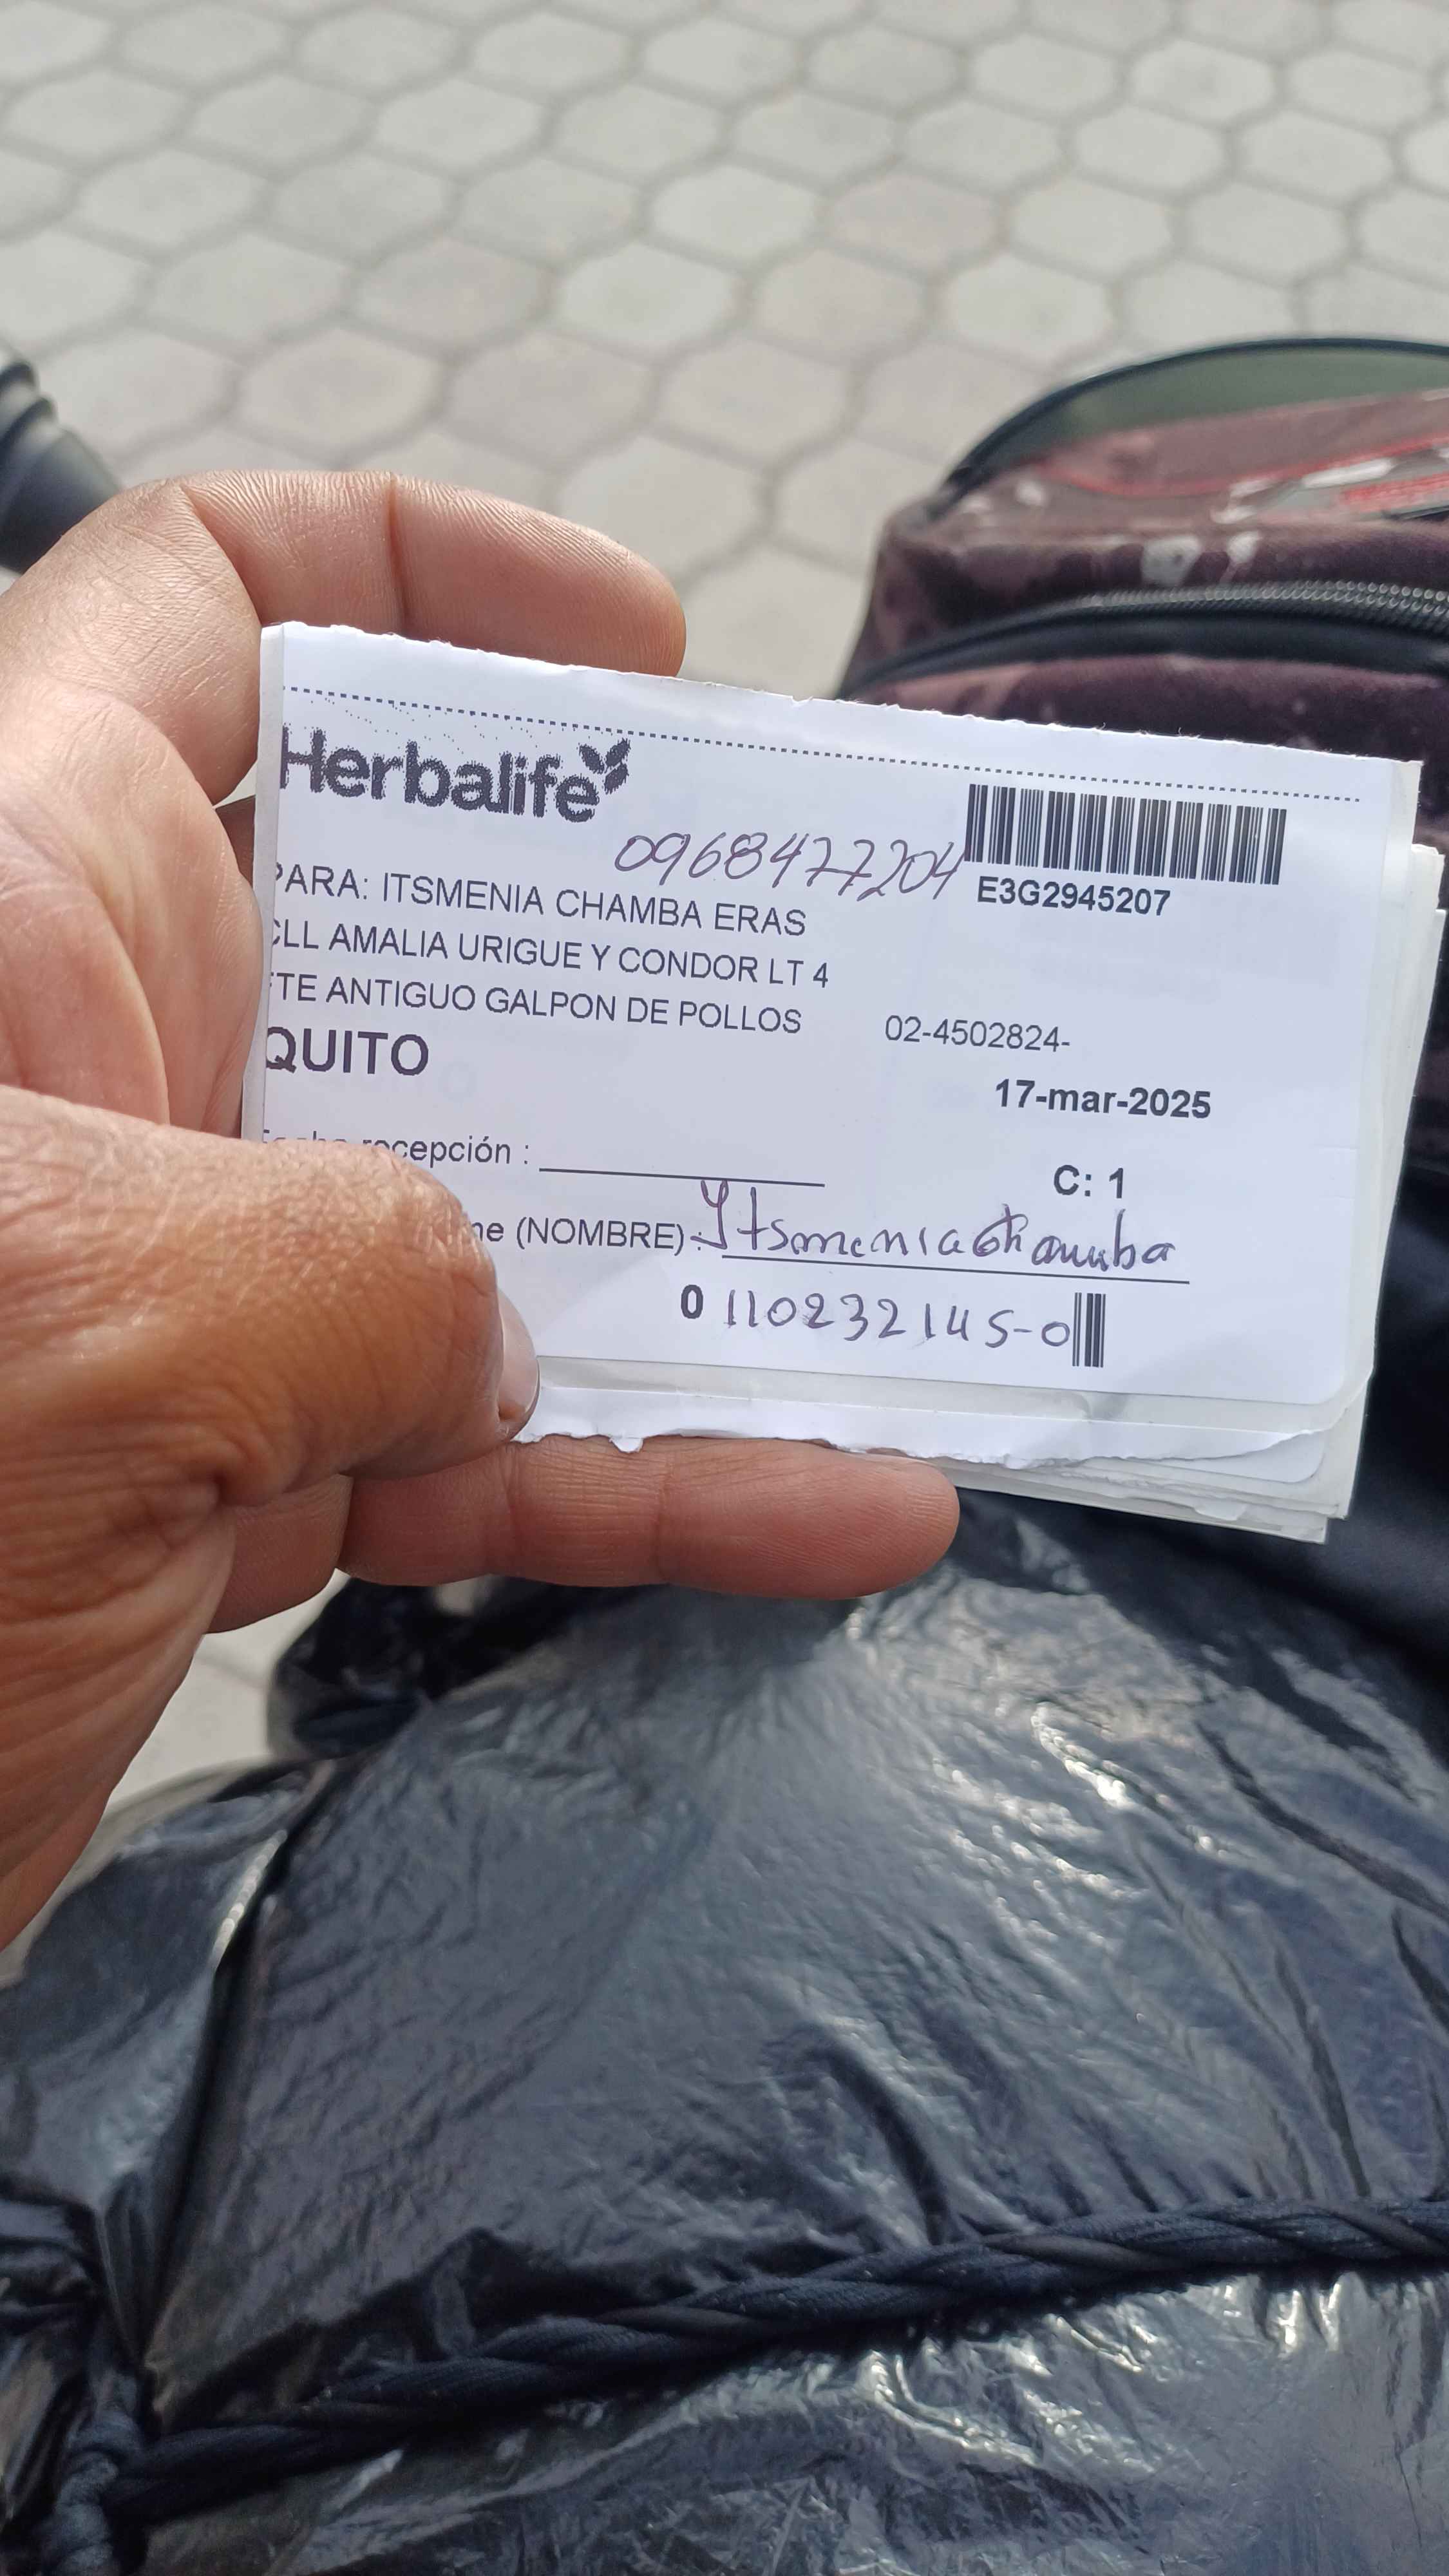 Herbalife
0968477204
E3G2945207
PARA: ITSMENIA CHAMBA ERAS
CLL AMALIA URIGUE Y CONDOR LT 4
FTE ANTIGUO GALPON DE POLLOS
02-4502824-
QUITO
17-mar-2025
recepción :
C: 1
(NOMBRE) : Ytsmenia Chamba
0 110232145-0